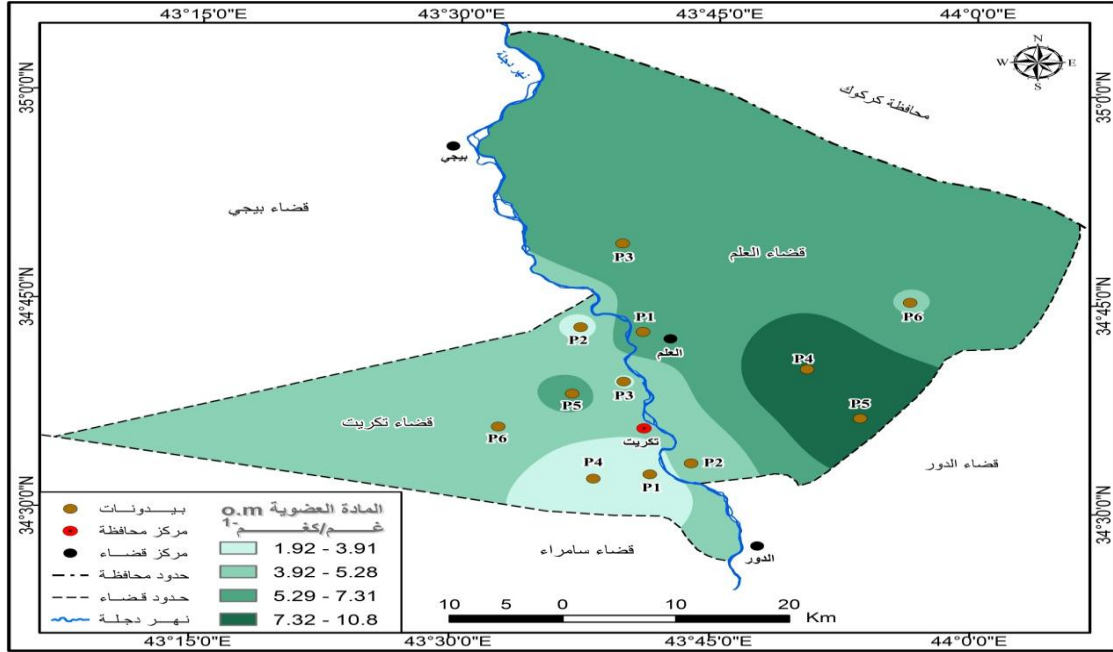 43°15'0"E
43°30'0"E
43°45'0"E
44°0'0"E
N
W
E
S
35°0'0"N
35°0'0"N
نهر دجلة
محافظة كركوك
بيجي
قضاء بيجي
قضاء العلم
P3
34°45'0"N
34°45'0"N
P6
P1
P2
العلم
P4
P3
P5
P5
قضاء تكريت
P6
تكريت
قضاء الدور
P2
P4
P1
34°30'0"N
34°30'0"N
قضاء سامراء
الدور
بيدونات
مركز محافظة
مركز قضاء
حدود محافظة
حدود قضاء
نهر دجلة
المادة العضوية o.m
غم/كغم-1
1.92 - 3.91
3.92 - 5.28
5.29 - 7.31
7.32 - 10.8
10 5 0 10 20
Km
43°15'0"E
43°30'0"E
43°45'0"E
44°0'0"E